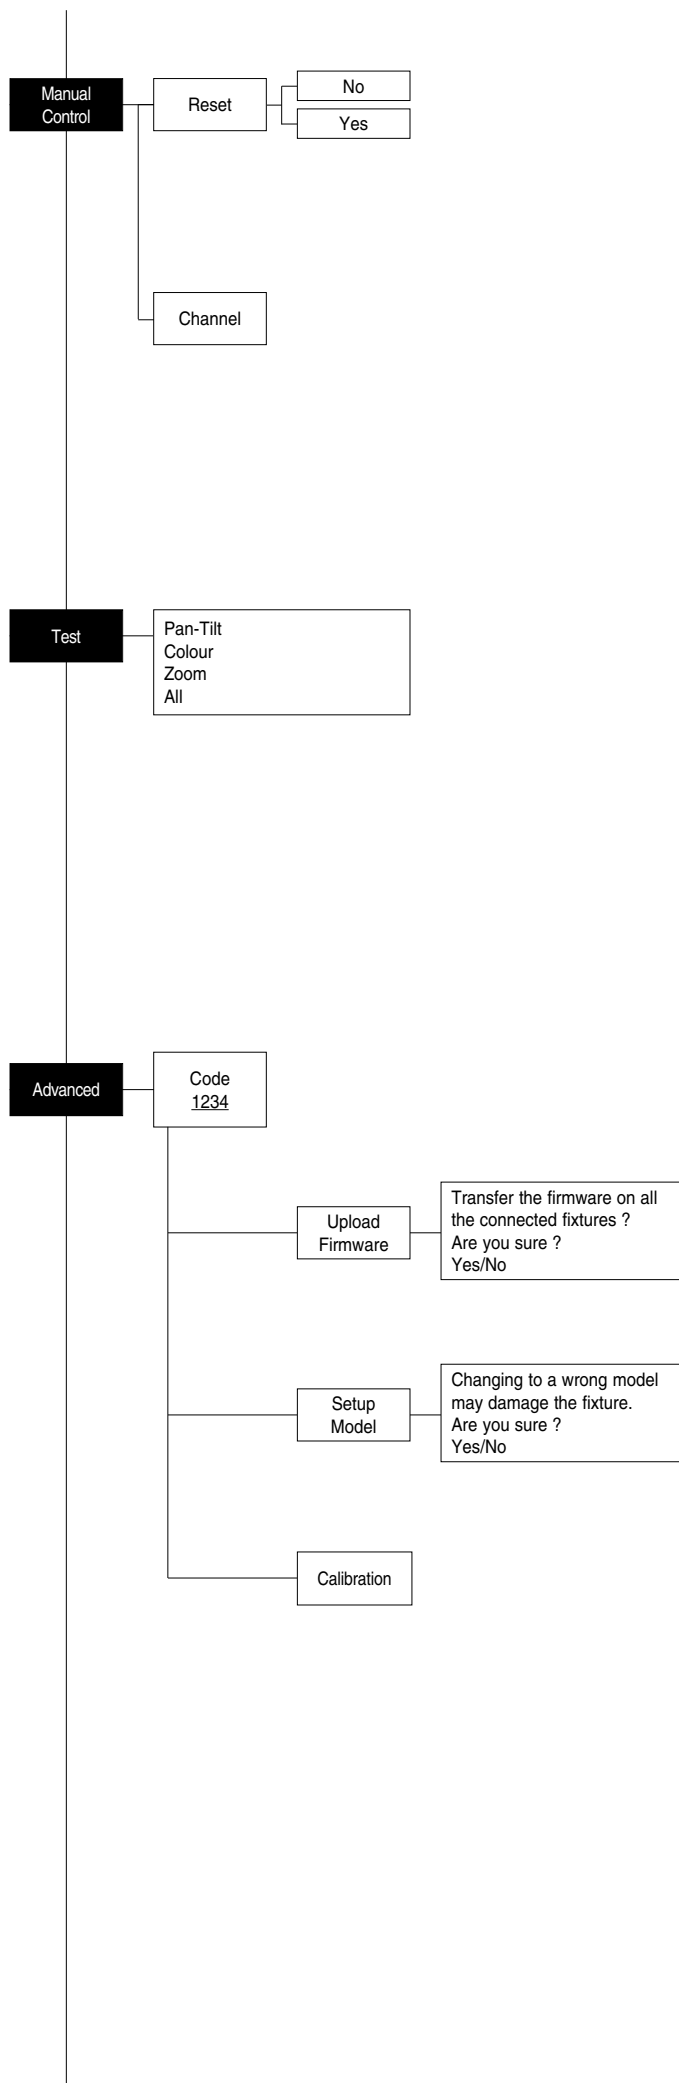 Manual
Control
Reset
No
Yes
Channel
Test
Pan-Tilt
Colour
Zoom
All
Advanced
Code
1234
Upload
Firmware
Transfer the firmware on all
the connected fixtures ?
Are you sure ?
Yes/No
Setup
Model
Changing to a wrong model
may damage the fixture.
Are you sure ?
Yes/No
Calibration